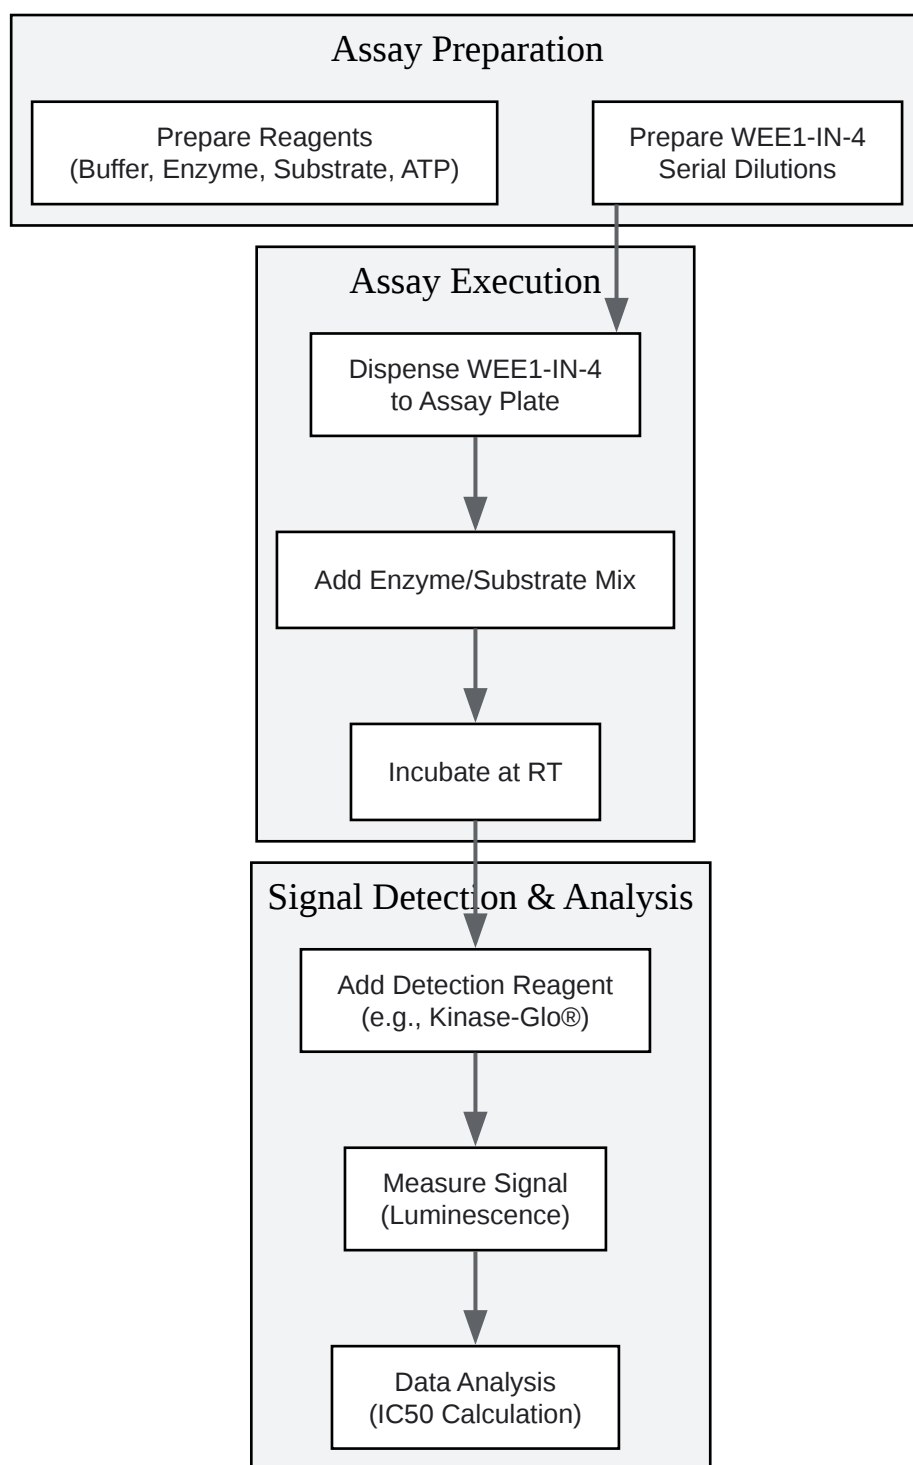 Assay Preparation
Prepare Reagents
(Buffer, Enzyme, Substrate, ATP)
Prepare WEE1-IN-4
Serial Dilutions
Assay Execution
Dispense WEE1-IN-4
to Assay Plate
Add Enzyme/Substrate Mix
Incubate at RT
Signal Detection & Analysis
Add Detection Reagent
(e.g., Kinase-Glo®)
Measure Signal
(Luminescence)
Data Analysis
(IC50 Calculation)